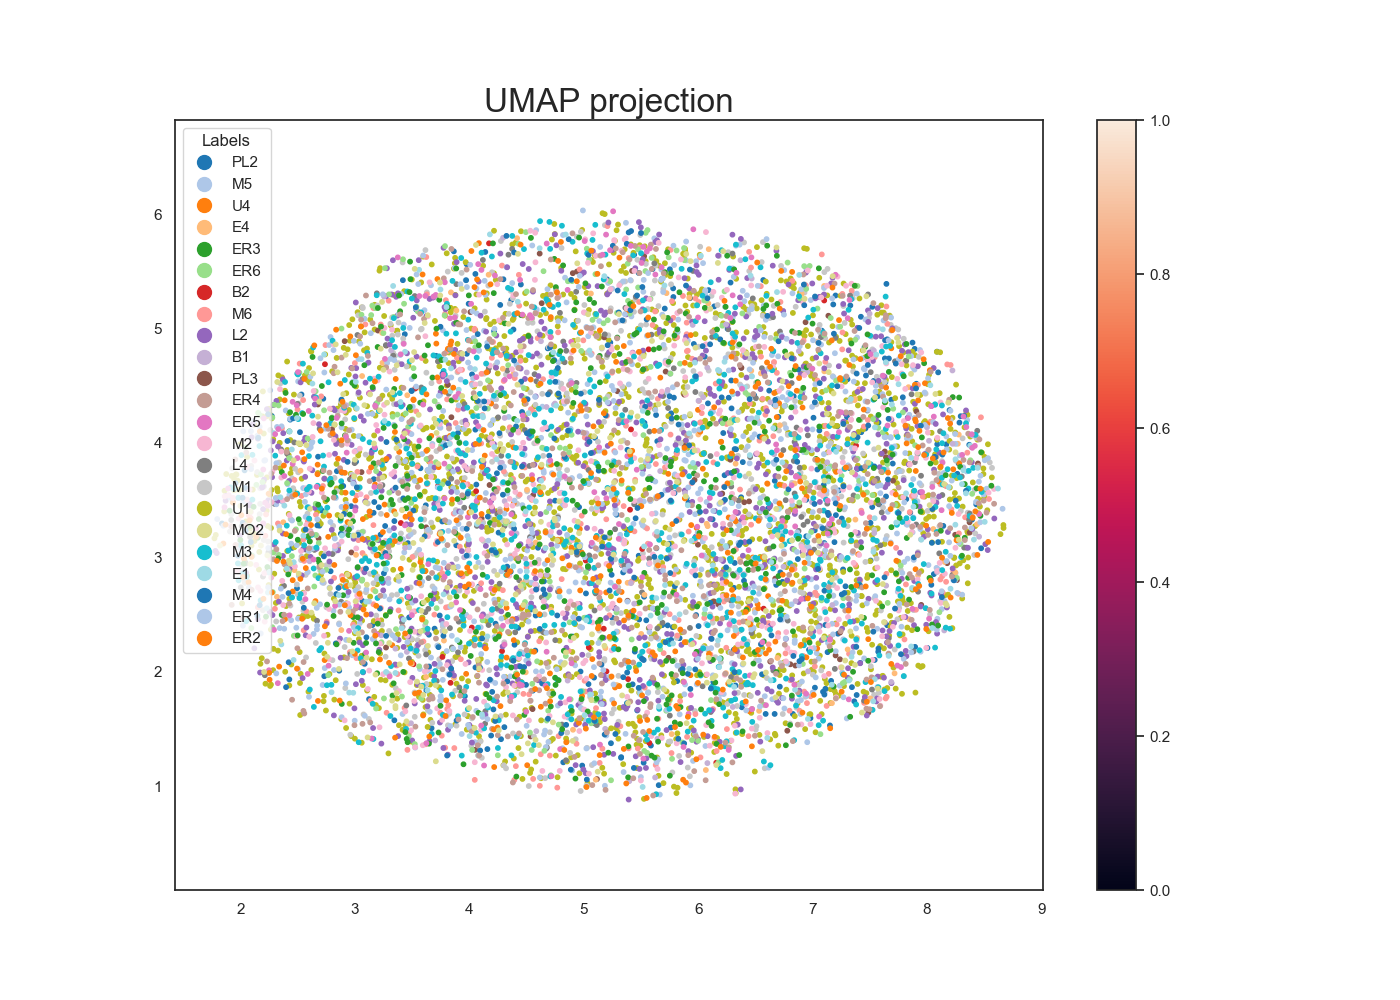 UMAP projection
Labels
PL2
M5
U4
E4
ER3
ER6
B2
M6
L2
B1
PL3
ER4
ER5
M2
L4
M1
U1
MO2
M3
E1
M4
ER1
ER2
6
5
4
3
2
1
2 3 4 5 6 7 8 9
1.0
0.8
0.6
0.4
0.2
0.0